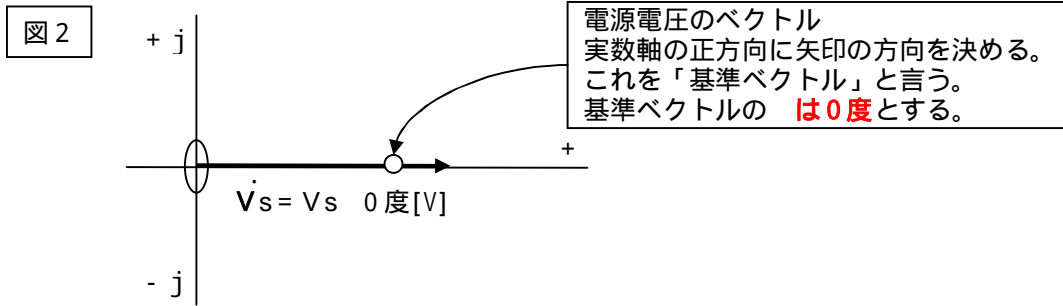 図2
+ j
電源電圧のベクトル
実数軸の正方向に矢印の方向を決める。
これを「基準ベクトル」と言う。
基準ベクトルの　は0度とする。
+
V̇s= Vs　0度[V]
- j